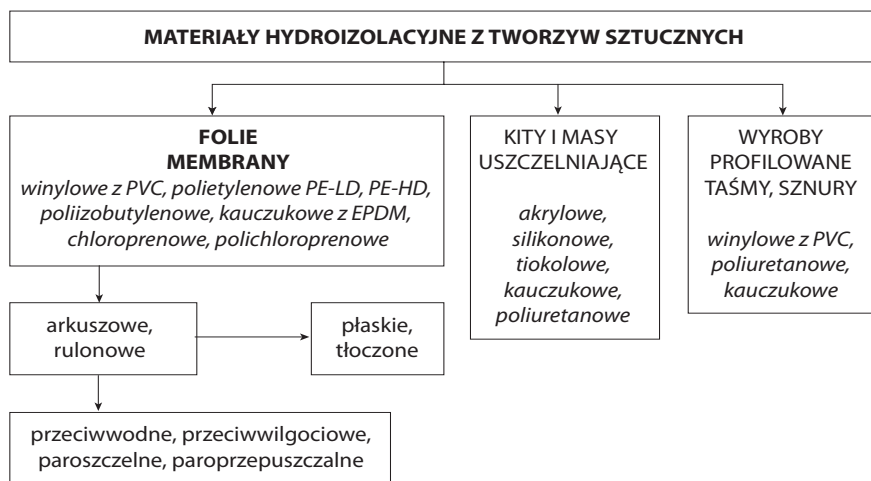 MATERIAŁY HYDROIZOLACYJNE Z TWORZYW SZTUCZNYCH
FOLIE
MEMBRANY
winylowe z PVC, polietylenowe PE-LD, PE-HD,
poliizobutylenowe, kauczukowe z EPDM,
chloroprenowe, polichloroprenowe
KITY I MASY
USZCZELNIAJĄCE
akrylowe,
silikonowe,
tiokolowe,
kauczukowe,
poliuretanowe
WYROBY
PROFILOWANE
TAŚMY, SZNURY
winylowe z PVC,
poliuretanowe,
kauczukowe
arkuszowe,
rulonowe
płaskie,
tłoczone
przeciwwodne, przeciwwilgociowe,
paroszczelne, paroprzepuszczalne